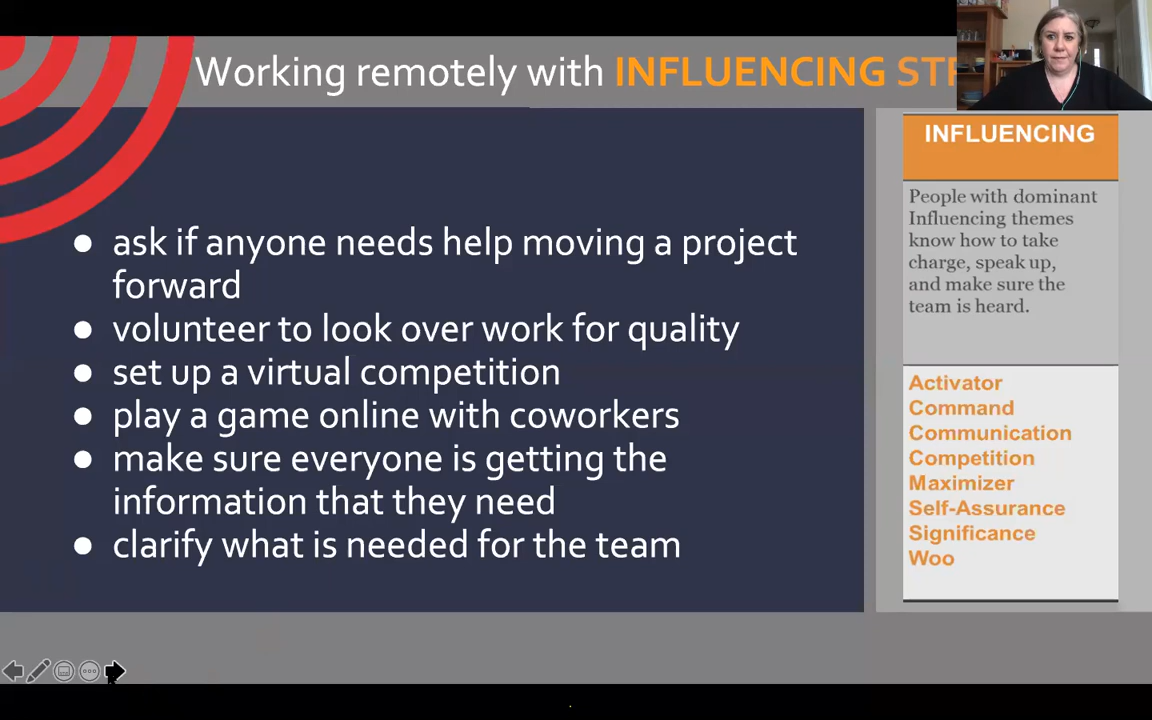 Working remotely with INFLUENCING
INFLUENCING
People with dominant
Influencing themes
know how to take
charge, speak up,
and make sure the
team is heard.
● ask if anyone needs help moving a project
forward
● volunteer to look over work for quality
● set up a virtual competition
● play a game online with coworkers
● make sure everyone is getting the
information that they need
● clarify what is needed for the team
Activator
Command
Communication
Competition
Maximizer
Self-Assurance
Significance
Woo